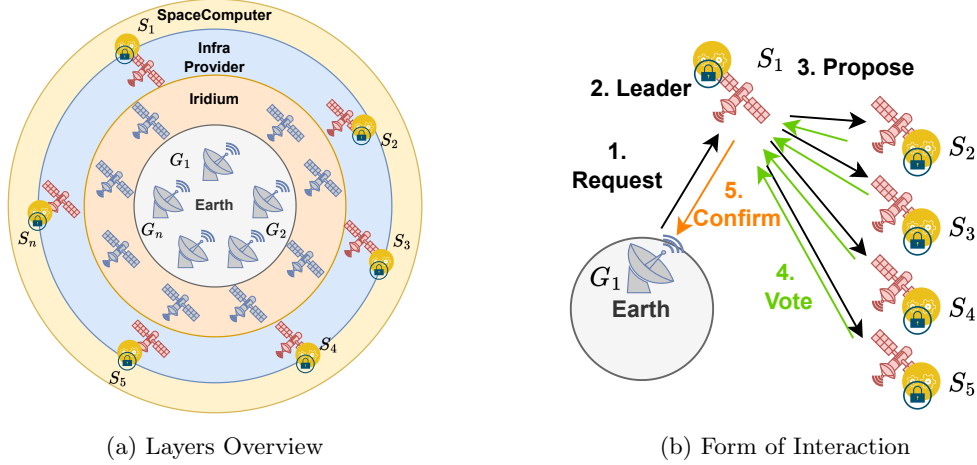 SpaceComputer
S₁
Infra
Provider
Iridium
S₂
G₁
Earth
Gₙ
G₂
Sₙ
S₃
S₄
S₅
(a) Layers Overview
S₁
3. Propose
2. Leader
1.
Request
S₂
5.
Confirm
S₃
G₁
Earth
4.
Vote
S₄
S₅
(b) Form of Interaction